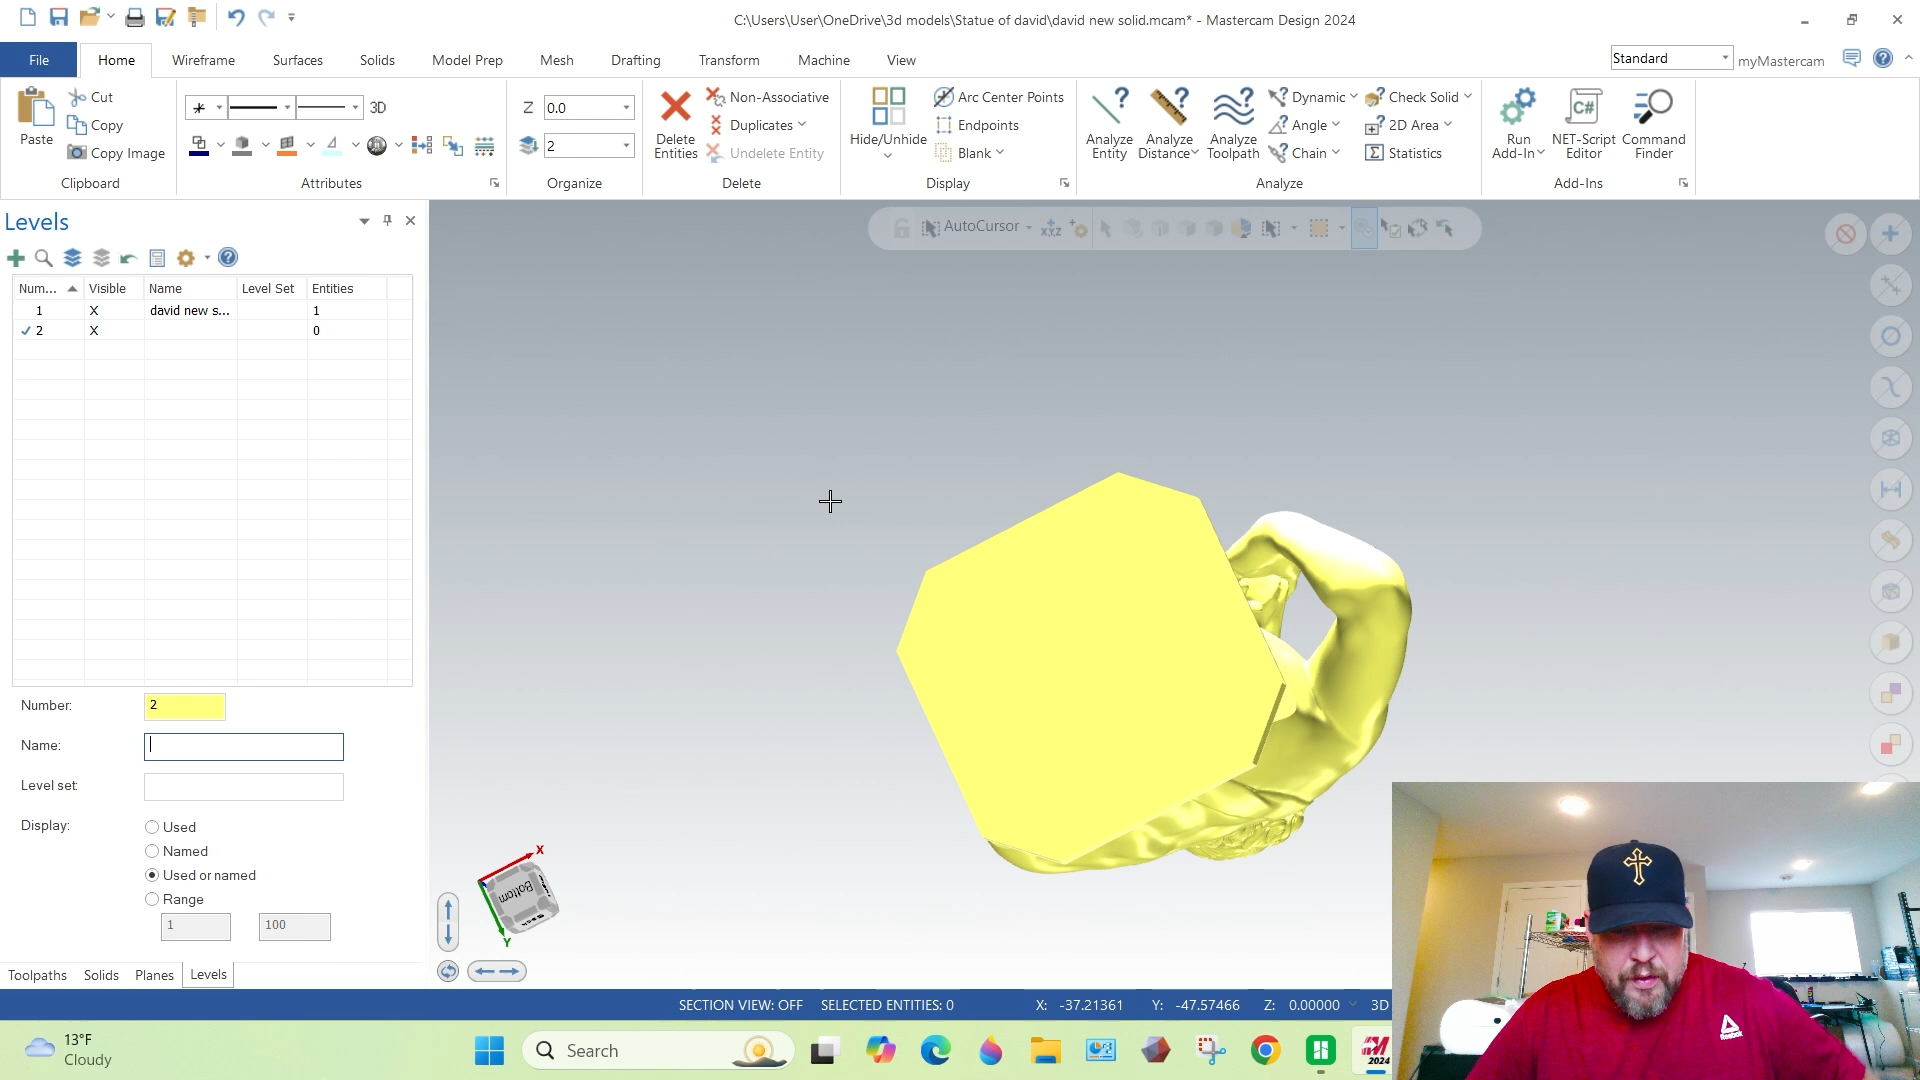 C:\Users\User\OneDrive\3d models\Statue of david\david new solid.mcam* - Mastercam Design 2024
File Home Wireframe Surfaces Solids Model Prep Mesh Drafting Transform Machine View
Standard myMastercam
Paste
Cut
Copy
Copy Image
Clipboard
3D
Attributes
Z 0.0
2
Organize
Delete Entities
Non-Associative
Duplicates
Undelete Entity
Delete
Hide/Unhide
Arc Center Points
Endpoints
Blank
Display
Analyze Entity
Analyze Distance
Analyze Toolpath
Dynamic
Angle
Chain
Check Solid
2D Area
Statistics
Analyze
Run Add-In
C#
NET-Script Editor
Command Finder
Add-Ins
Levels
AutoCursor
Num... Visible Name Level Set Entities
1 X david new s... 1
2 X 0
Number: 2
Name:
Level set:
Display:
Used
Named
Used or named
Range
1 100
X
Bottom
Y
Toolpaths Solids Planes Levels
SECTION VIEW: OFF SELECTED ENTITIES: 0 X: -37.21361 Y: -47.57466 Z: 0.00000 3D
13°F
Cloudy
Search
2024